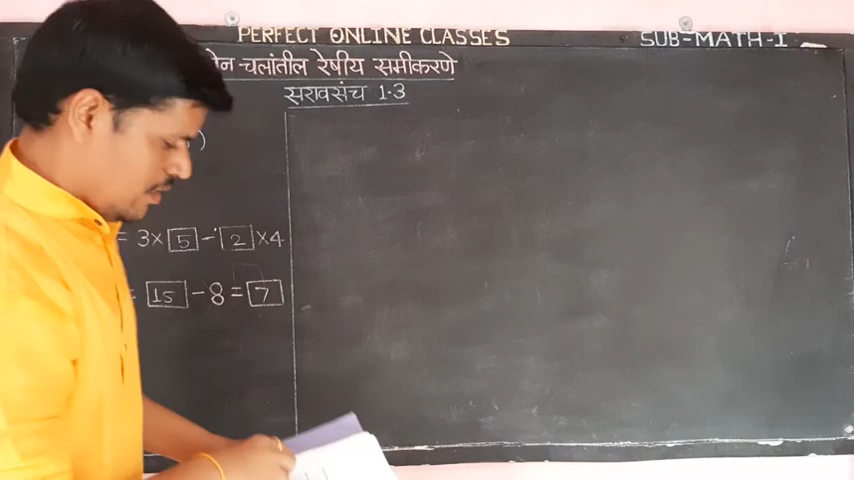 PERFECT ONLINE CLASSES
SUB-MATH-I
चलांतील रेषीय समीकरणे
सरावसंच 1.3
)
= 3×5-2×4
= 15-8=7